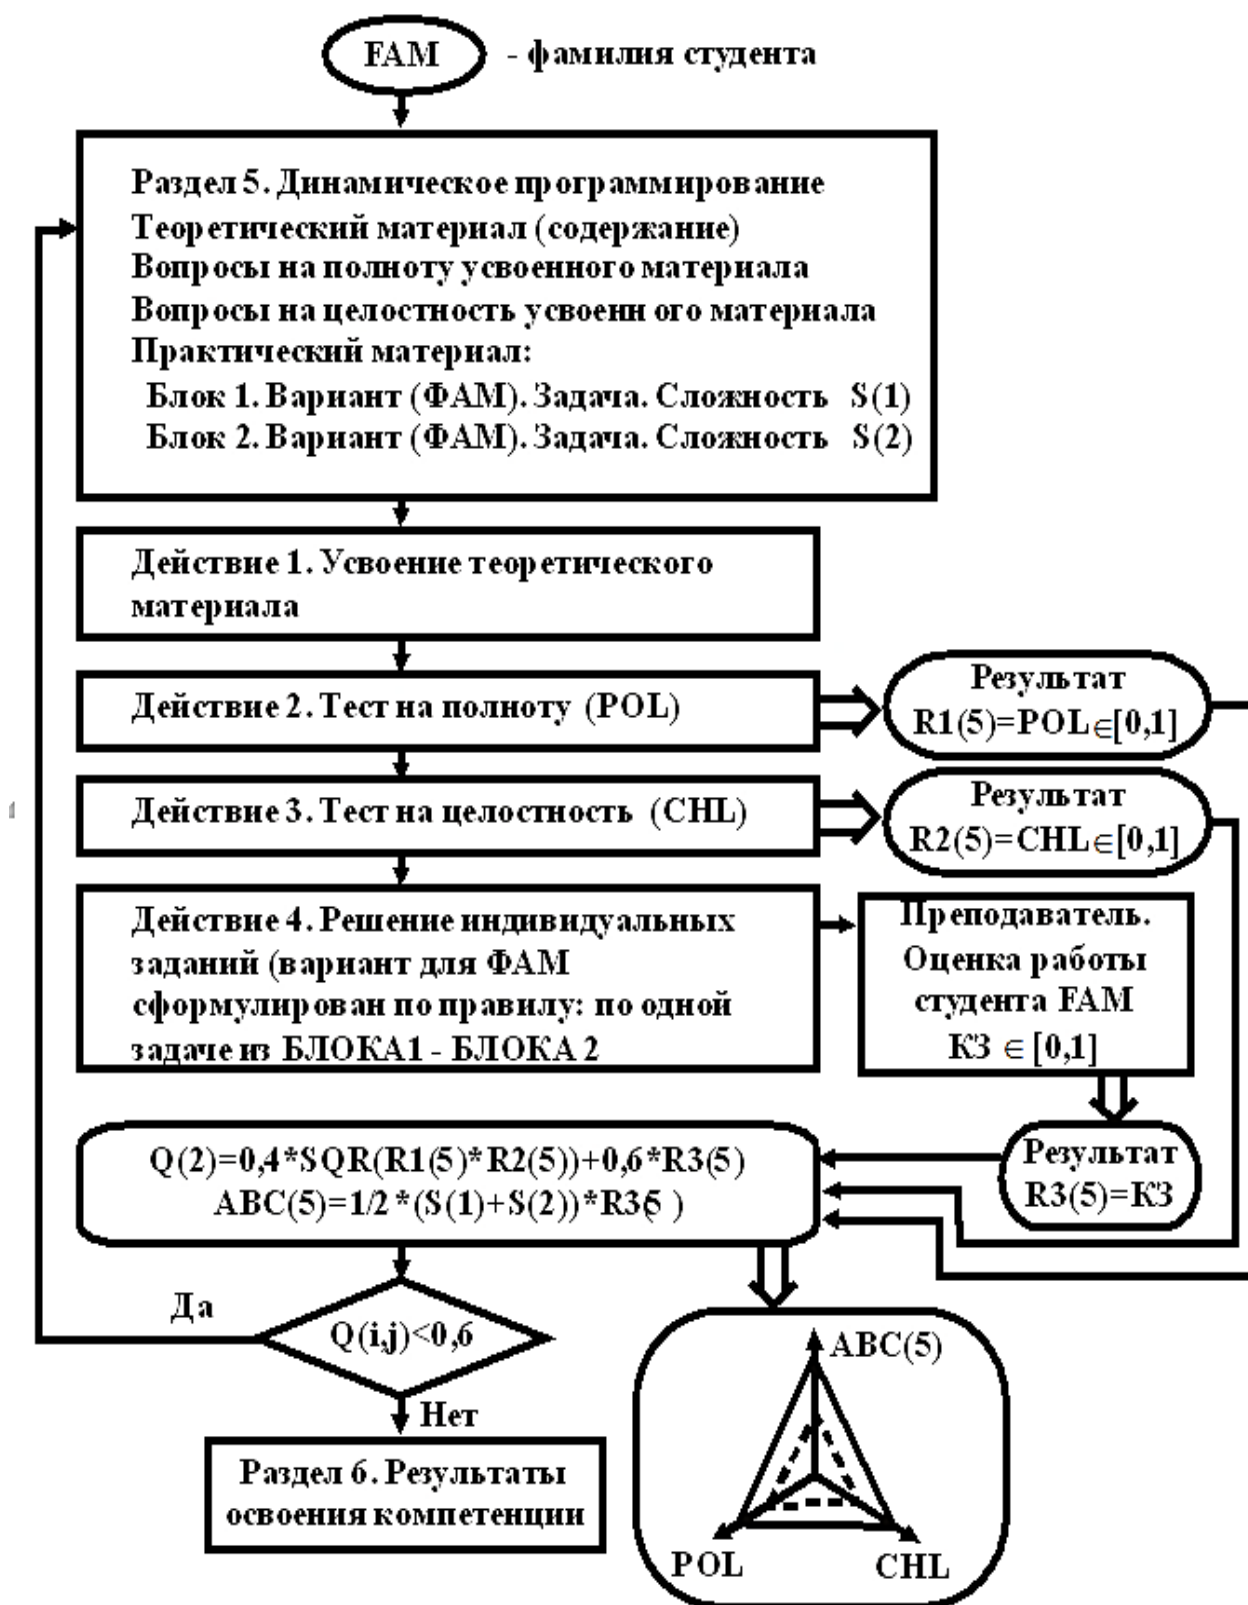 FAM - фамилия студента
Раздел 5. Динамическое программирование
Теоретический материал (содержание)
Вопросы на полноту усвоенного материала
Вопросы на целостность усвоенн ого материала
Практический материал:
Блок 1. Вариант (ФАМ). Задача. Сложность S(1)
Блок 2. Вариант (ФАМ). Задача. Сложность S(2)
Действие 1. Усвоение теоретического
материала
Действие 2. Тест на полноту (POL)
Результат
R1(5)=POL∈[0,1]
Действие 3. Тест на целостность (CHL)
Результат
R2(5)=CHL∈[0,1]
Действие 4. Решение индивидуальных
заданий (вариант для ФАМ
сформулирован по правилу: по одной
задаче из БЛОКА1 - БЛОКА 2
Преподаватель.
Оценка работы
студента FAM
КЗ ∈ [0,1]
Результат
R3(5)=КЗ
Q(2)=0,4*SQR(R1(5)*R2(5))+0,6*R3(5)
ABC(5)=1/2*(S(1)+S(2))*R3(5 )
Да
Q(i,j)<0,6
Нет
Раздел 6. Результаты
освоения компетенции
ABC(5)
POL
CHL